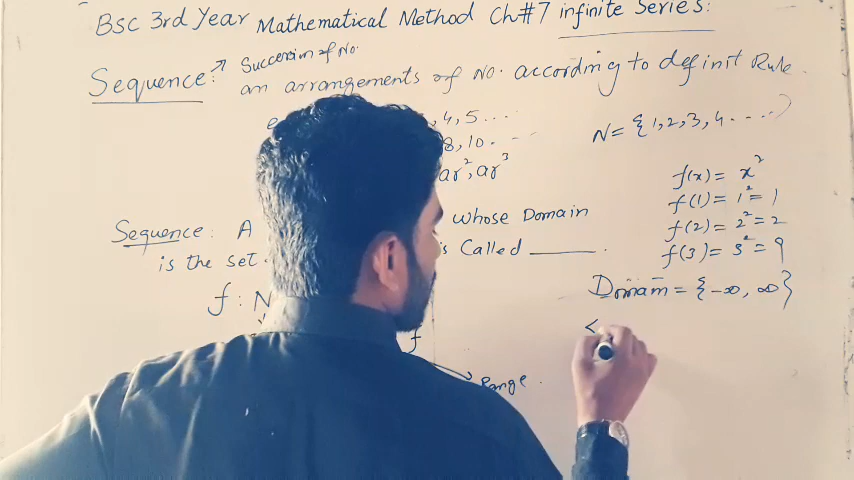 Bsc 3rd Year Mathematical Method Ch#7 infinite Series:
Succession of No.
Sequence: an arrangements of No. according to definit Rule.
e
, 4, 5 ....
N = {1, 2, 3, 4 ....}
8, 10. ...
ar², ar³
f(x) = x²
f(1) = 1² = 1
Sequence: A whose Domain
f(2) = 2² = 2
is the set. is Called ______.
f(3) = 3² = 9
f : N
Domain = {-∞, ∞}
<
f
Range.